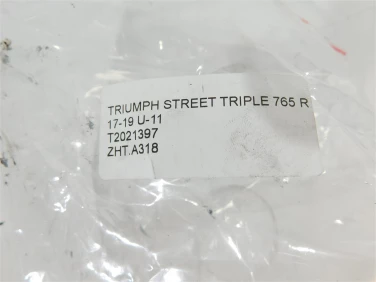 TRIUMPH STREET TRIPLE 765 R
17-19 U-11
T2021397
ZHT.A318